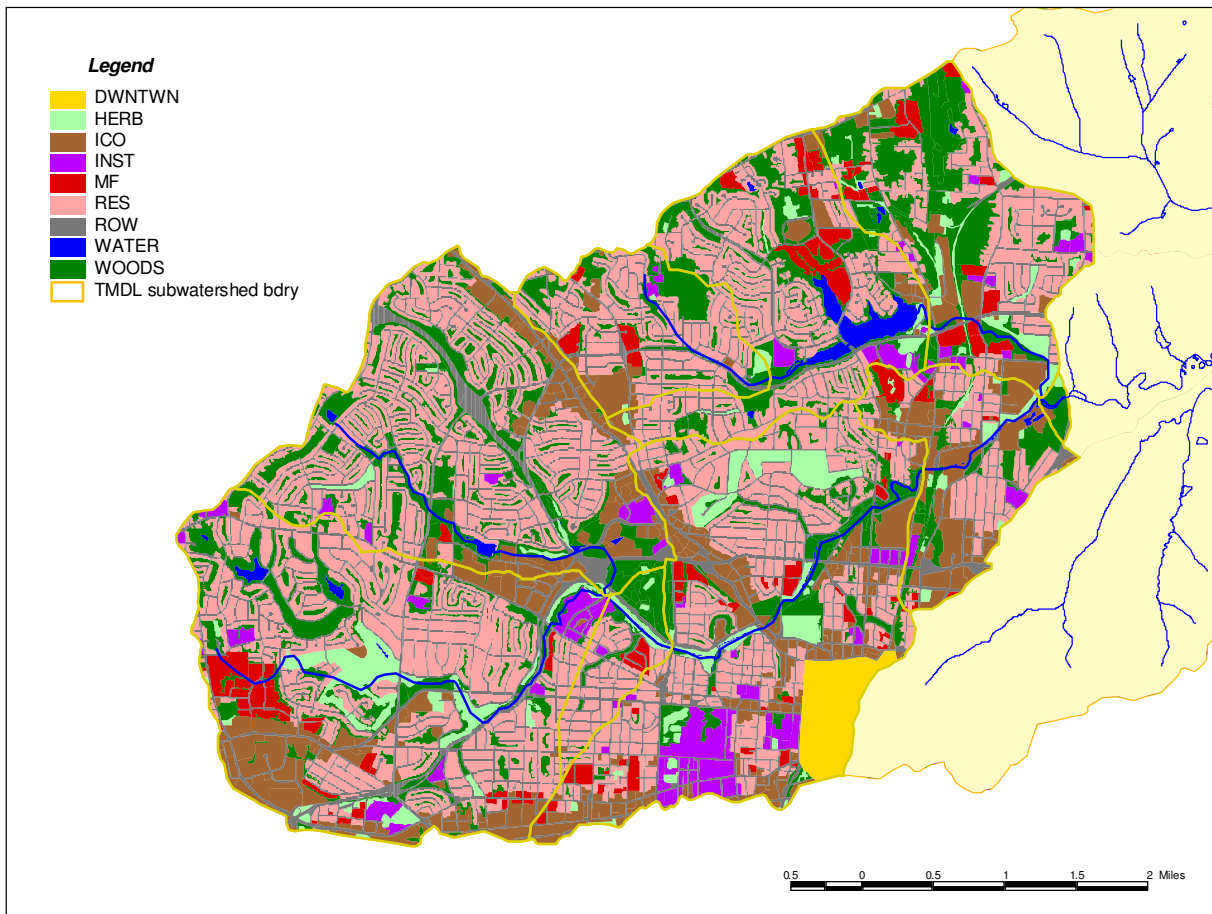 Legend
DWNTWN
HERB
ICO
INST
MF
RES
ROW
WATER
WOODS
TMDL subwatershed bdry
0.5 0 0.5 1 1.5 2 Miles